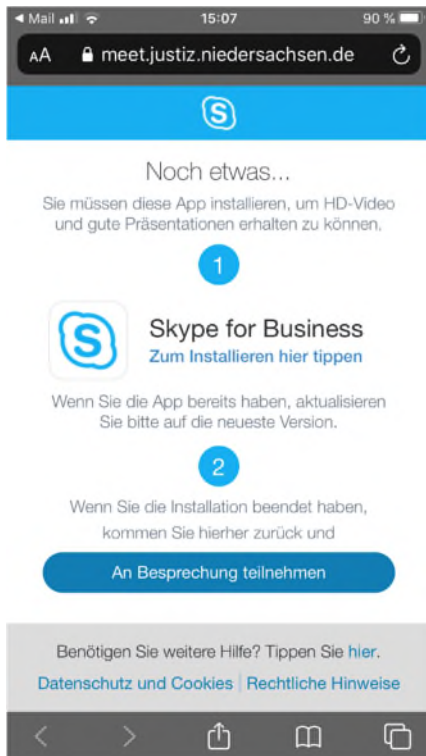 ◀ Mail 15:07 90 %
AA meet.justiz.niedersachsen.de
S
Noch etwas...
Sie müssen diese App installieren, um HD-Video
und gute Präsentationen erhalten zu können.
1
S
Skype for Business
Zum Installieren hier tippen
Wenn Sie die App bereits haben, aktualisieren
Sie bitte auf die neueste Version.
2
Wenn Sie die Installation beendet haben,
kommen Sie hierher zurück und
An Besprechung teilnehmen
Benötigen Sie weitere Hilfe? Tippen Sie hier.
Datenschutz und Cookies | Rechtliche Hinweise